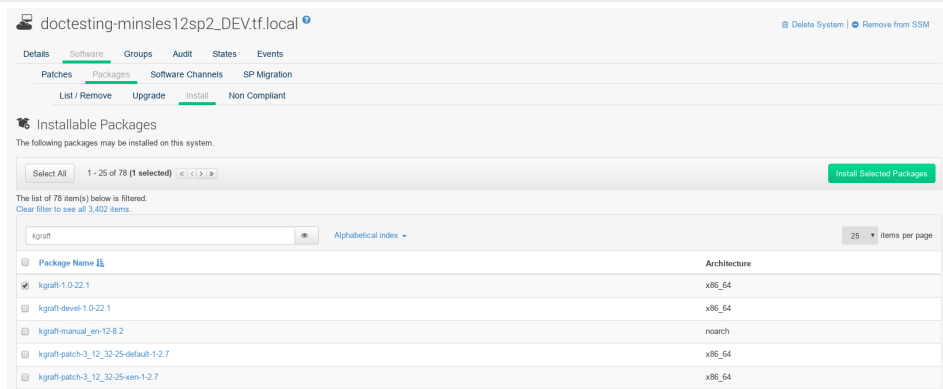 doctesting-minsles12sp2_DEV.tf.local ?
Delete System | Remove from SSM
Details Software Groups Audit States Events
Patches Packages Software Channels SP Migration
List / Remove Upgrade Install Non Compliant
Installable Packages
The following packages may be installed on this system.
Select All 1 - 25 of 78 (1 selected) Install Selected Packages
The list of 78 item(s) below is filtered.
Clear filter to see all 3,402 items.
kgraft Alphabetical index 25 items per page
Package Name Architecture
kgraft-1.0-22.1 x86_64
kgraft-devel-1.0-22.1 x86_64
kgraft-manual_en-12-8.2 noarch
kgraft-patch-3_12_32-25-default-1-2.7 x86_64
kgraft-patch-3_12_32-25-xen-1-2.7 x86_64